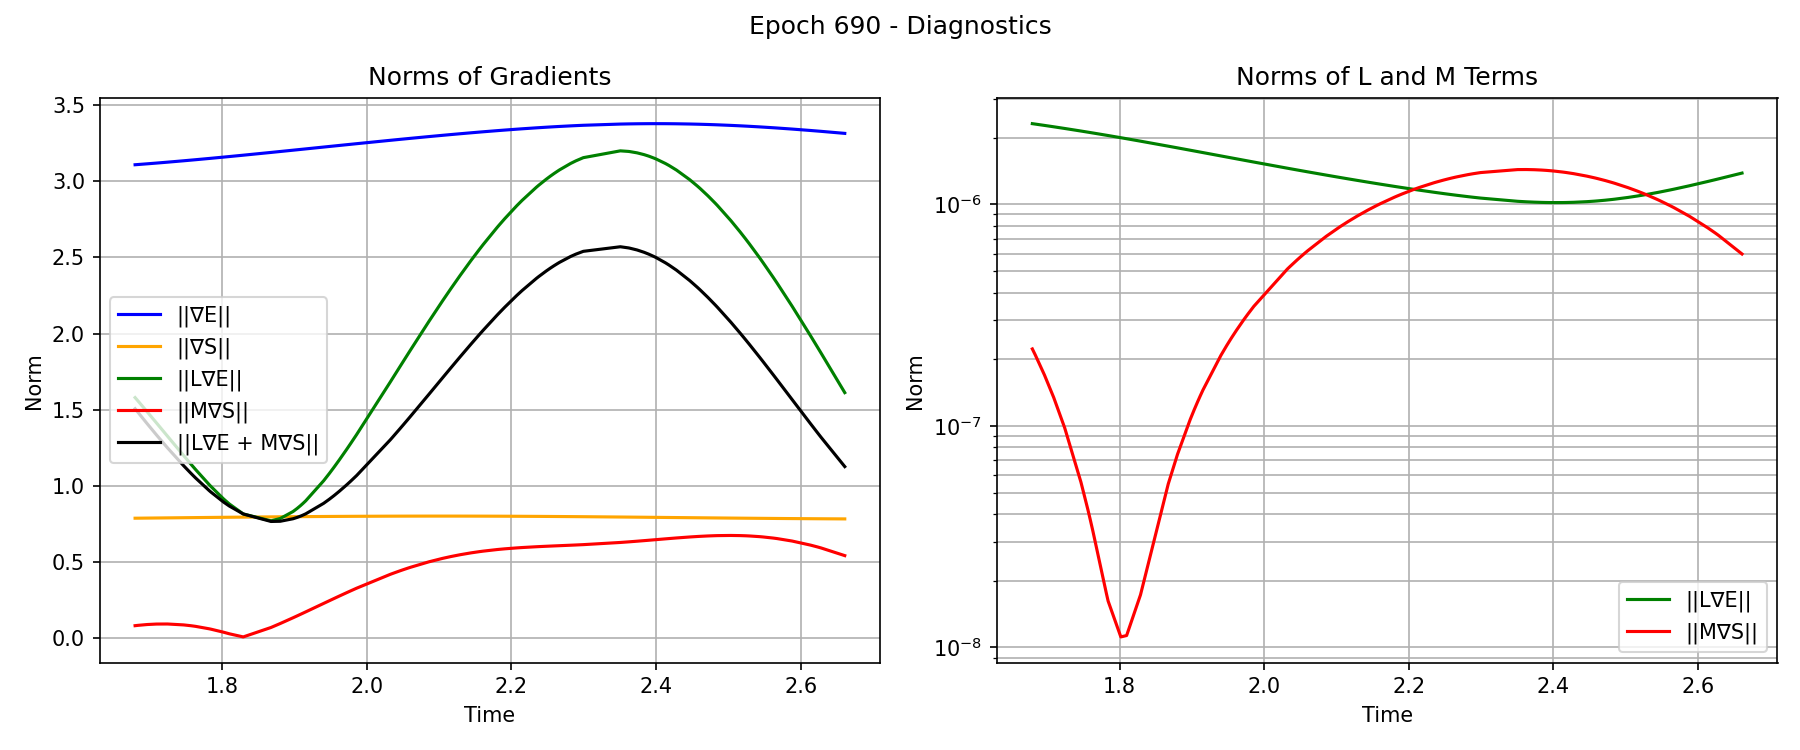 Epoch 690 - Diagnostics
Norms of Gradients
3.5
3.0
2.5
2.0
1.5
1.0
0.5
0.0
Norm
||∇E||
||∇S||
||L∇E||
||M∇S||
||L∇E + M∇S||
1.8 2.0 2.2 2.4 2.6
Time
Norms of L and M Terms
10⁻⁶
10⁻⁷
10⁻⁸
Norm
||L∇E||
||M∇S||
1.8 2.0 2.2 2.4 2.6
Time